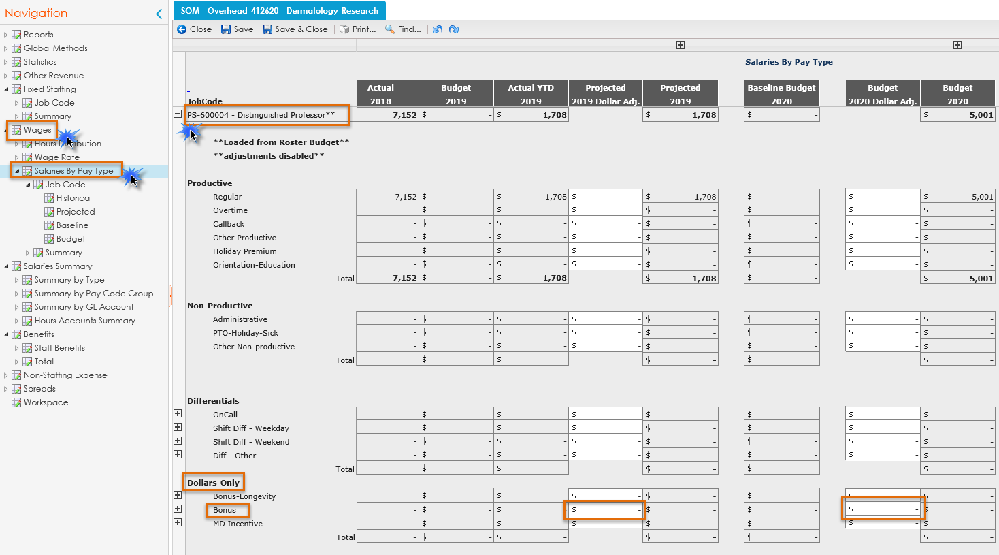 Navigation
Reports
Global Methods
Statistics
Other Revenue
Fixed Staffing
Job Code
Summary
Wages
Hours D bution
Wage Rate
Salaries By Pay Type
Job Code
Historical
Projected
Baseline
Budget
Summary
Salaries Summary
Summary by Type
Summary by Pay Code Group
Summary by GL Account
Hours Accounts Summary
Benefits
Staff Benefits
Total
Non-Staffing Expense
Spreads
Workspace
SOM - Overhead-412620 - Dermatology-Research
Close Save Save & Close Print... Find...
Salaries By Pay Type
Actual Budget Actual YTD Projected Projected Baseline Budget Budget Budget
JobCode 2018 2019 2019 2019 Dollar Adj. 2019 2020 2020 Dollar Adj. 2020
PS-600004 - Distinguished Professor** 7,152 $ - $ 1,708 $ 1,708 $ - $ 5,001
**Loaded from Roster Budget**
**adjustments disabled**
Productive
Regular 7,152 $ - $ 1,708 $ - $ 1,708 $ - $ - $ 5,001
Overtime - $ - $ - $ - $ - $ - $ - $ -
Callback - $ - $ - $ - $ - $ - $ - $ -
Other Productive - $ - $ - $ - $ - $ - $ - $ -
Holiday Premium - $ - $ - $ - $ - $ - $ - $ -
Orientation-Education - $ - $ - $ - $ - $ - $ - $ -
Total 7,152 $ - $ 1,708 $ 1,708 $ - $ 5,001
Non-Productive
Administrative - $ - $ - $ - $ - $ - $ - $ -
PTO-Holiday-Sick - $ - $ - $ - $ - $ - $ - $ -
Other Non-productive - $ - $ - $ - $ - $ - $ - $ -
Total - $ - $ - $ - $ - $ -
Differentials
OnCall - $ - $ - $ - $ - $ - $ - $ -
Shift Diff - Weekday - $ - $ - $ - $ - $ - $ - $ -
Shift Diff - Weekend - $ - $ - $ - $ - $ - $ - $ -
Diff - Other - $ - $ - $ - $ - $ - $ - $ -
Total - $ - $ - $ - $ - $ -
Dollars-Only
Bonus-Longevity - $ - $ - $ - $ - $ - $ - $ -
Bonus - $ - $ - $ - $ - $ - $ - $ -
MD Incentive - $ - $ - $ - $ - $ - $ - $ -
Total - $ - $ - $ - $ - $ -